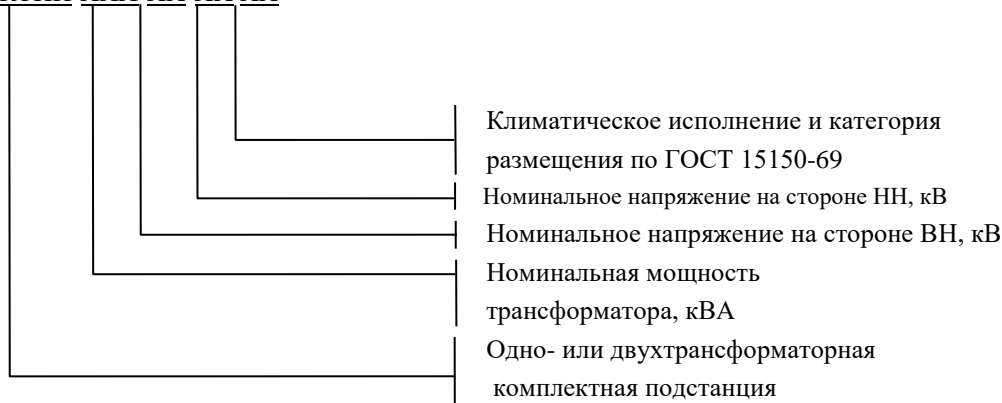 Климатическое исполнение и категория
размещения по ГОСТ 15150-69
Номинальное напряжение на стороне НН, кВ
Номинальное напряжение на стороне ВН, кВ
Номинальная мощность
трансформатора, кВА
Одно- или двухтрансформаторная
комплектная подстанция